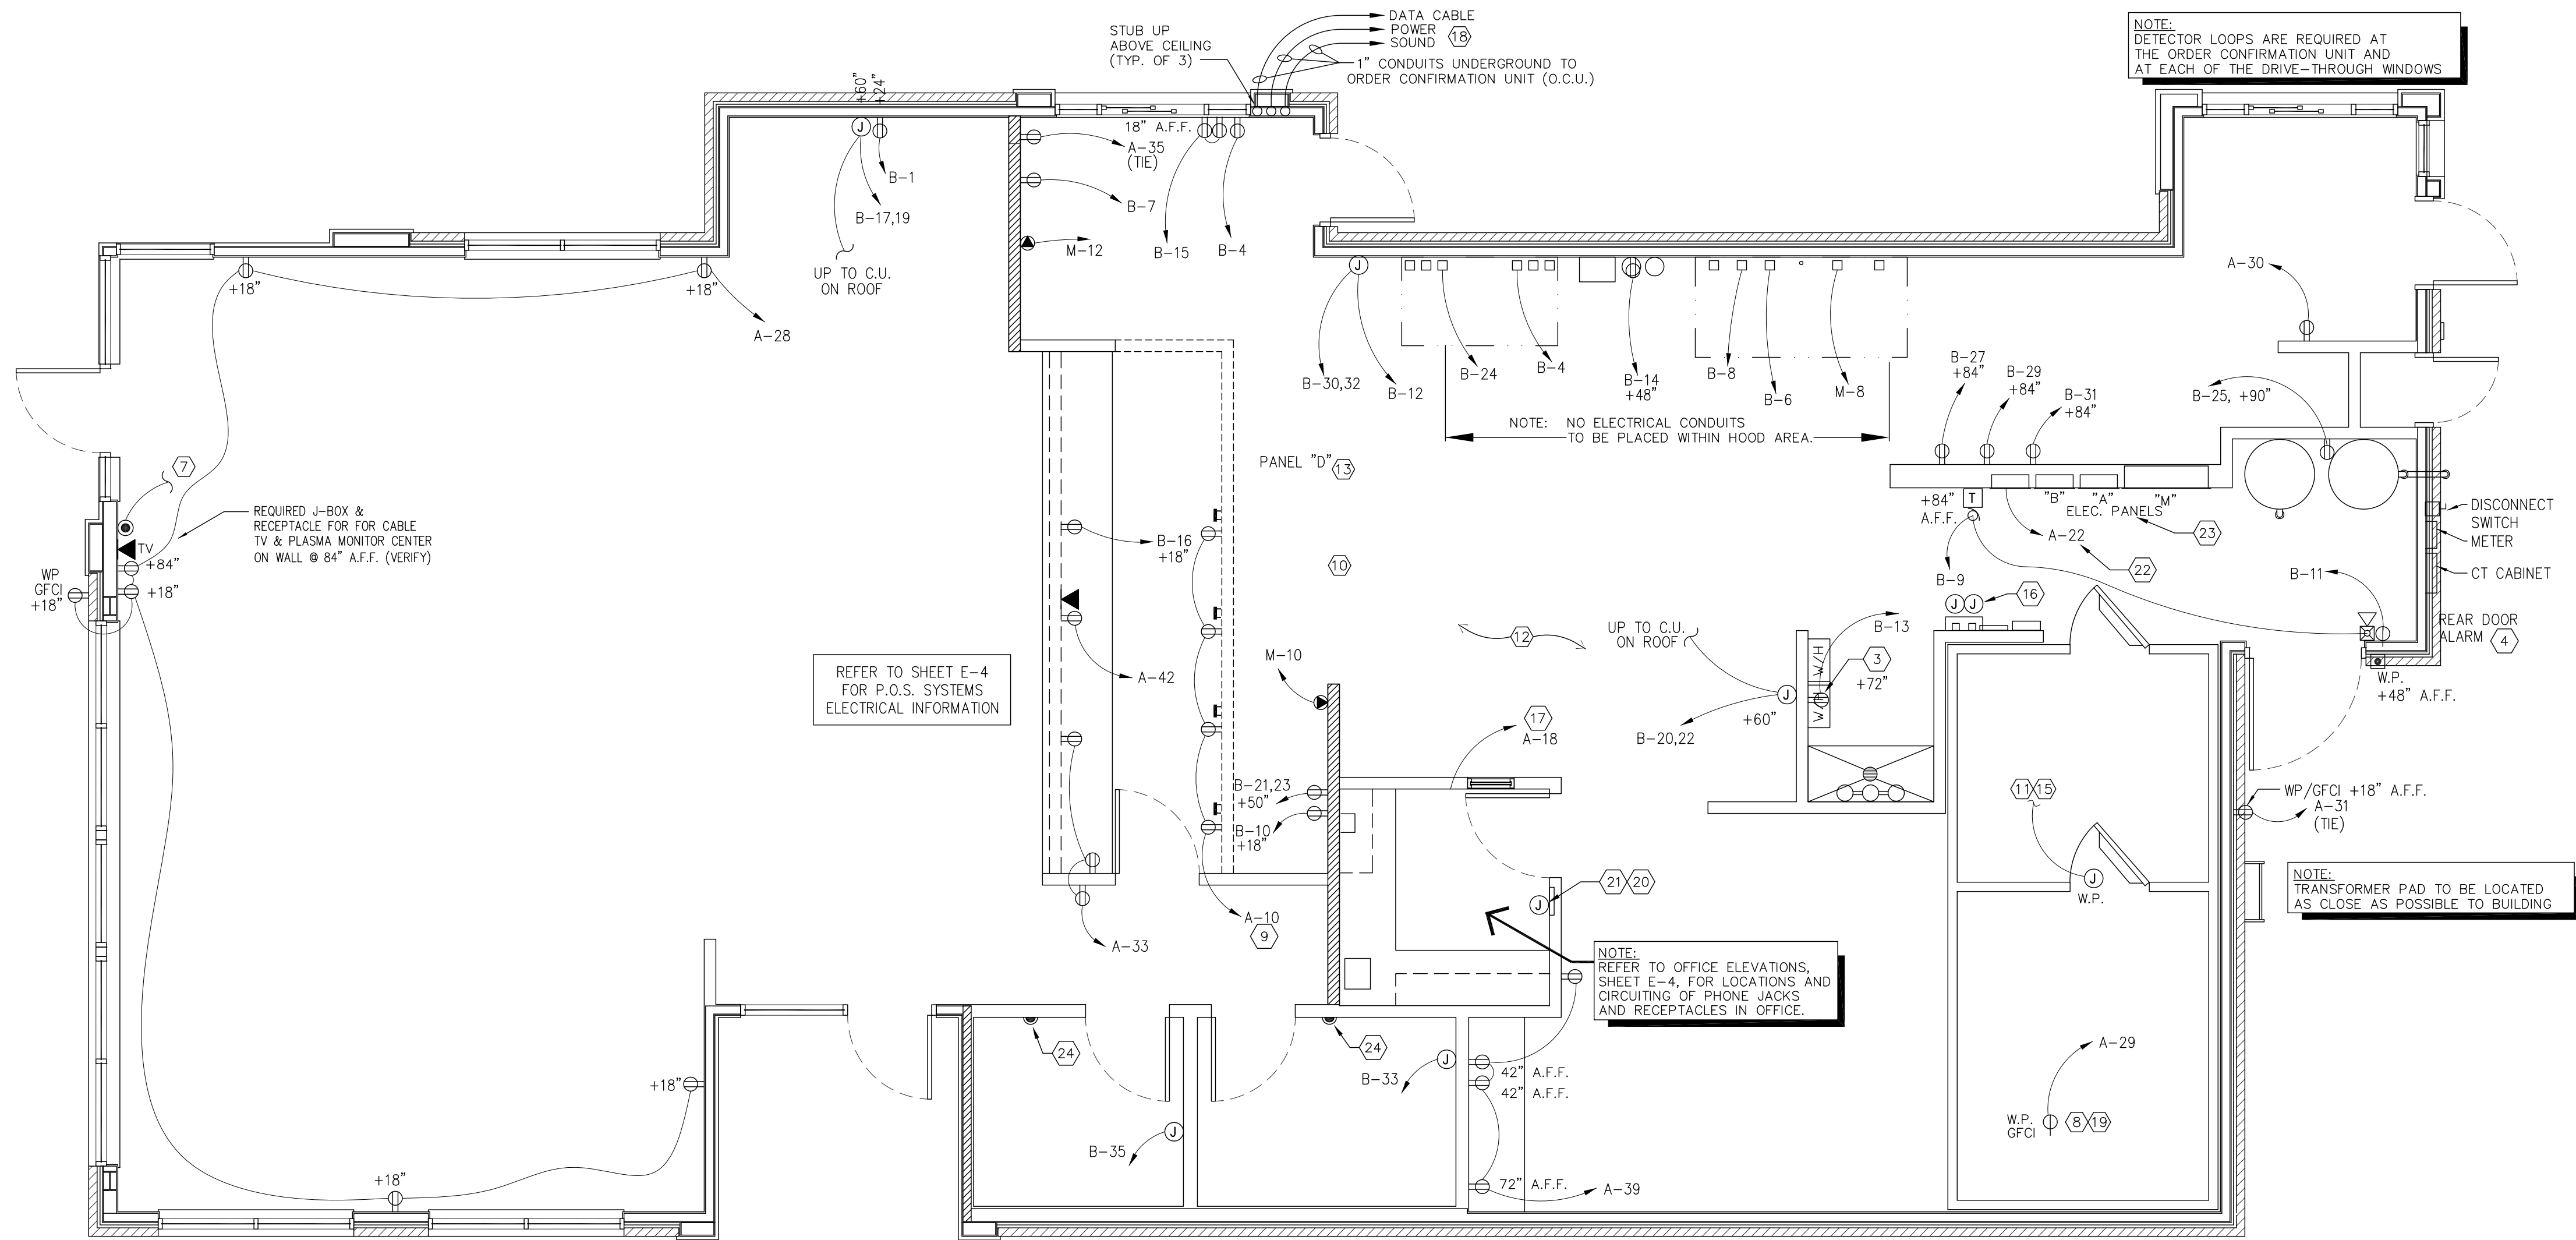 DATA CABLE
POWER
SOUND 18
STUB UP
ABOVE CEILING
(TYP. OF 3)
1" CONDUITS UNDERGROUND TO
ORDER CONFIRMATION UNIT (O.C.U.)
NOTE:
DETECTOR LOOPS ARE REQUIRED AT
THE ORDER CONFIRMATION UNIT AND
AT EACH OF THE DRIVE-THROUGH WINDOWS
+60"
+24"
J
18" A.F.F.
A-35
(TIE)
B-1
B-7
B-17,19
M-12
B-15
B-4
UP TO C.U.
ON ROOF
+18"
+18"
A-28
J
B-30,32
B-12
B-24
B-4
B-14
+48"
B-8
B-6
M-8
A-30
NOTE: NO ELECTRICAL CONDUITS
TO BE PLACED WITHIN HOOD AREA.
B-27
+84"
B-29
+84"
B-31
+84"
B-25, +90"
PANEL "D" 13
7
REQUIRED J-BOX &
RECEPTACLE FOR FOR CABLE
TV & PLASMA MONITOR CENTER
ON WALL @ 84" A.F.F. (VERIFY)
TV
+84"
WP
GFCI
+18"
+18"
B-16
+18"
10
+84"
A.F.F.
T
"B"
"A"
"M"
ELEC. PANELS
23
A-22
22
B-9
DISCONNECT
SWITCH
METER
CT CABINET
B-11
REAR DOOR
ALARM 4
W.P.
+48" A.F.F.
J J
16
12
UP TO C.U.
ON ROOF
B-13
W/H
W/H
3
+72"
J
+60"
B-20,22
M-10
A-42
REFER TO SHEET E-4
FOR P.O.S. SYSTEMS
ELECTRICAL INFORMATION
17
A-18
B-21,23
+50"
B-10
+18"
11 15
J
W.P.
WP/GFCI +18" A.F.F.
A-31
(TIE)
NOTE:
TRANSFORMER PAD TO BE LOCATED
AS CLOSE AS POSSIBLE TO BUILDING
21 20
J
A-10
9
A-33
NOTE:
REFER TO OFFICE ELEVATIONS,
SHEET E-4, FOR LOCATIONS AND
CIRCUITING OF PHONE JACKS
AND RECEPTACLES IN OFFICE.
24
24
J
B-33
42" A.F.F.
42" A.F.F.
A-29
W.P.
GFCI
8 19
+18"
J
B-35
72" A.F.F.
A-39
+18"